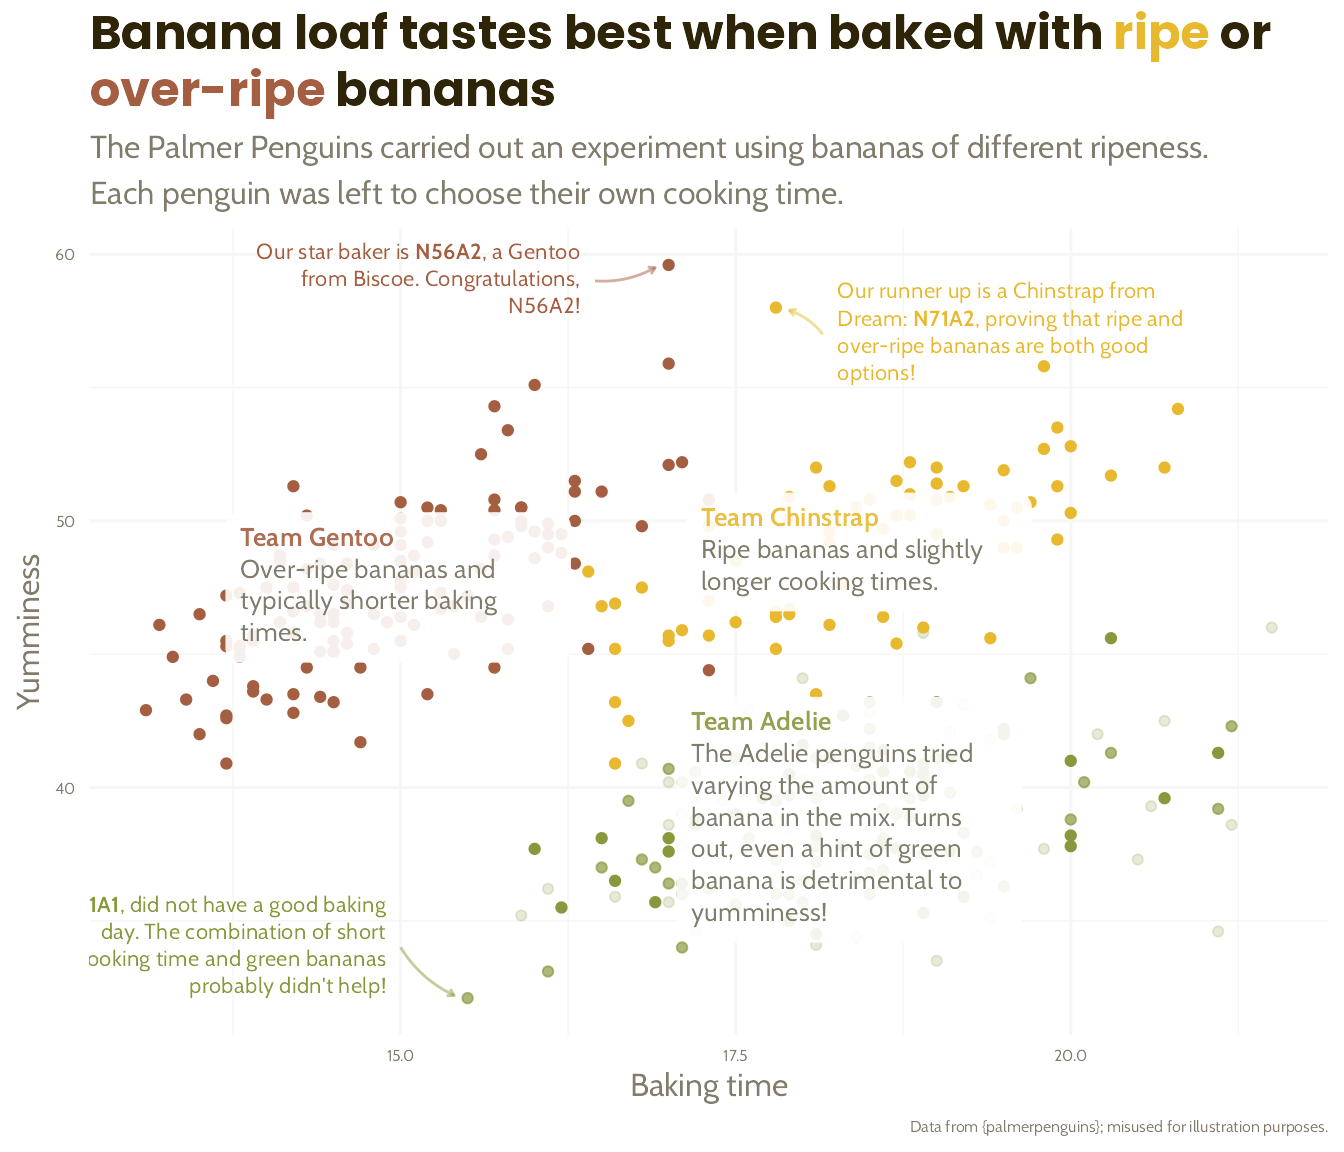 Banana loaf tastes best when baked with ripe or
over-ripe bananas
The Palmer Penguins carried out an experiment using bananas of different ripeness.
Each penguin was left to choose their own cooking time.
60
Our star baker is N56A2, a Gentoo
from Biscoe. Congratulations,
N56A2!
Our runner up is a Chinstrap from
Dream: N71A2, proving that ripe and
over-ripe bananas are both good
options!
50
Team Gentoo
Over-ripe bananas and
typically shorter baking
times.
Team Chinstrap
Ripe bananas and slightly
longer cooking times.
Yumminess
Team Adelie
The Adelie penguins tried
varying the amount of
banana in the mix. Turns
out, even a hint of green
banana is detrimental to
yumminess!
40
1A1, did not have a good baking
day. The combination of short
ooking time and green bananas
probably didn't help!
15.0
17.5
20.0
Baking time
Data from {palmerpenguins}; misused for illustration purposes.